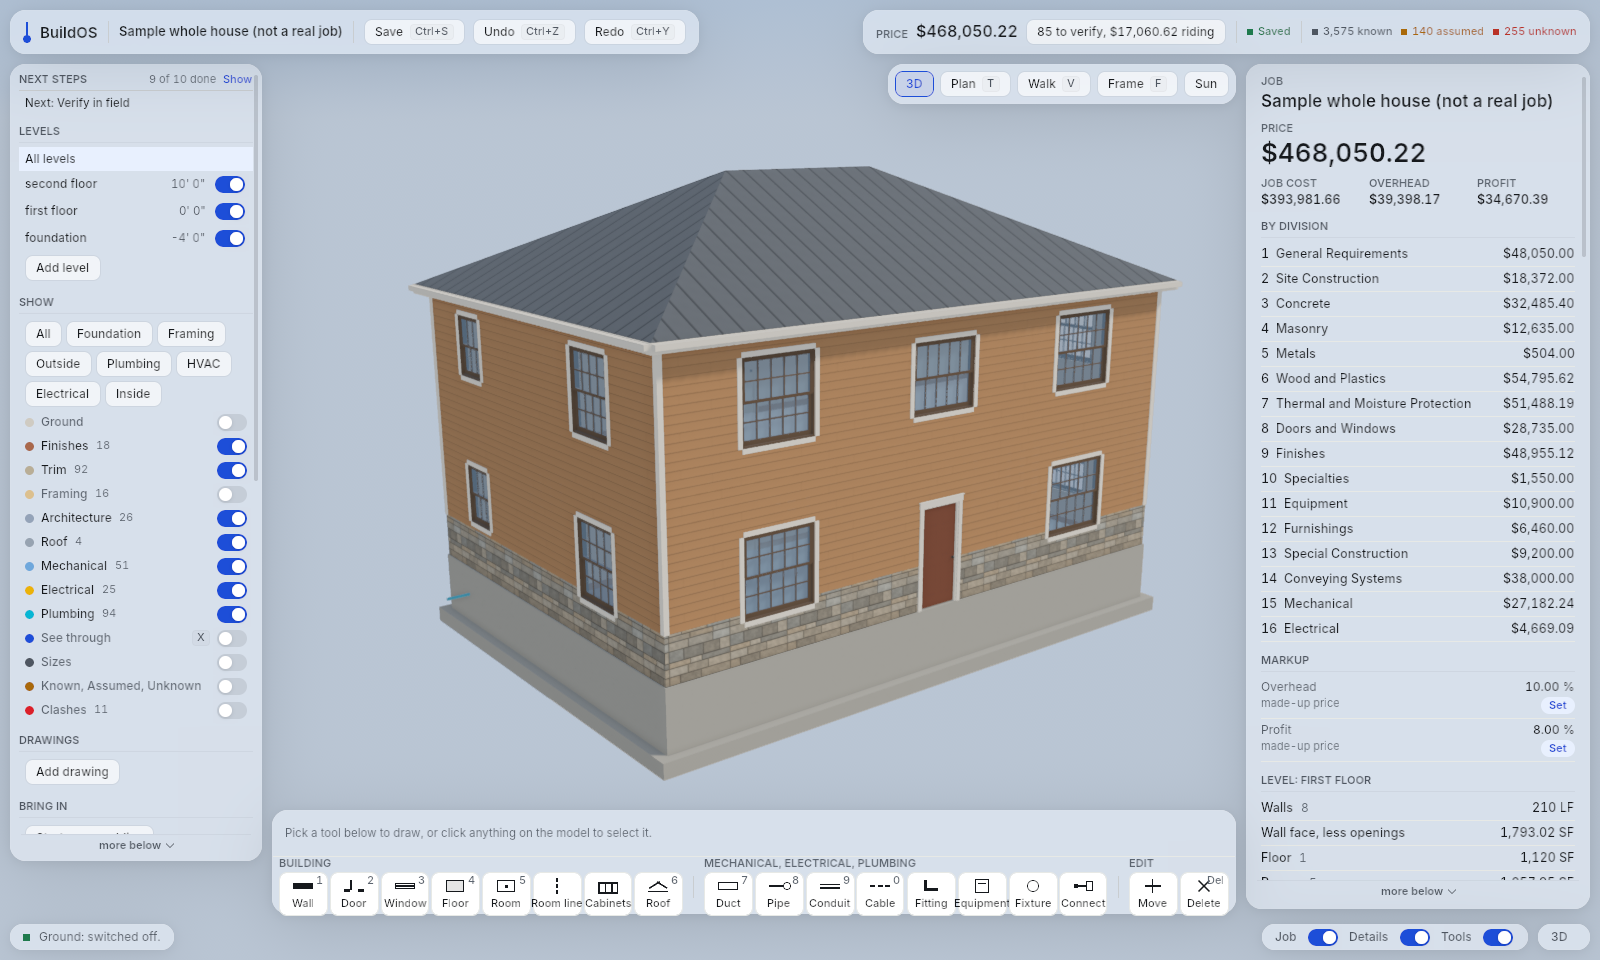 BuildOS
Sample whole house (not a real job)
Save Ctrl+S
Undo Ctrl+Z
Redo Ctrl+Y
PRICE $468,050.22
85 to verify, $17,060.62 riding
Saved
3,575 known
140 assumed
255 unknown
NEXT STEPS 9 of 10 done Show
Next: Verify in field
LEVELS
All levels
second floor 10' 0"
first floor 0' 0"
foundation -4' 0"
Add level
SHOW
All Foundation Framing
Outside Plumbing HVAC
Electrical Inside
Ground
Finishes 18
Trim 92
Framing 16
Architecture 26
Roof 4
Mechanical 51
Electrical 25
Plumbing 94
See through X
Sizes
Known, Assumed, Unknown
Clashes 11
DRAWINGS
Add drawing
BRING IN
more below
Ground: switched off.
3D
Plan T
Walk V
Frame F
Sun
Pick a tool below to draw, or click anything on the model to select it.
BUILDING
Wall 1
Door 2
Window 3
Floor 4
Room 5
Room line
Cabinets
Roof 6
MECHANICAL, ELECTRICAL, PLUMBING
Duct 7
Pipe 8
Conduit 9
Cable 0
Fitting
Equipment
Fixture
Connect
EDIT
Move
Delete Del
JOB
Sample whole house (not a real job)
PRICE
$468,050.22
JOB COST OVERHEAD PROFIT
$393,981.66 $39,398.17 $34,670.39
BY DIVISION
1 General Requirements $48,050.00
2 Site Construction $18,372.00
3 Concrete $32,485.40
4 Masonry $12,635.00
5 Metals $504.00
6 Wood and Plastics $54,795.62
7 Thermal and Moisture Protection $51,488.19
8 Doors and Windows $28,735.00
9 Finishes $48,955.12
10 Specialties $1,550.00
11 Equipment $10,900.00
12 Furnishings $6,460.00
13 Special Construction $9,200.00
14 Conveying Systems $38,000.00
15 Mechanical $27,182.24
16 Electrical $4,669.09
MARKUP
Overhead 10.00 %
made-up price Set
Profit 8.00 %
made-up price Set
LEVEL: FIRST FLOOR
Walls 8 210 LF
Wall face, less openings 1,793.02 SF
Floor 1 1,120 SF
more below
Job Details Tools
3D